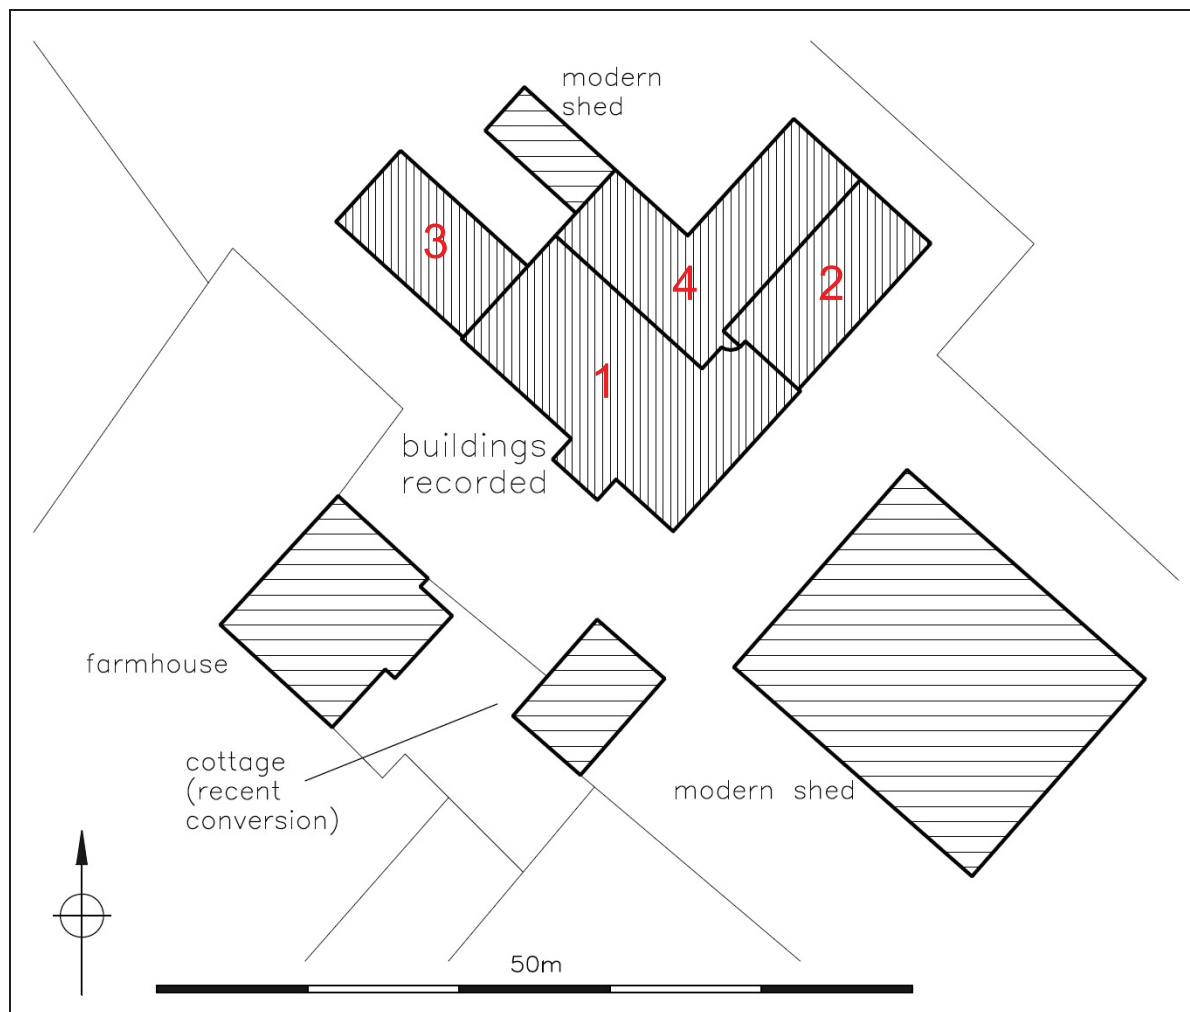 modern
shed
3
4
2
1
buildings
recorded
farmhouse
cottage
(recent
conversion)
modern shed
50m